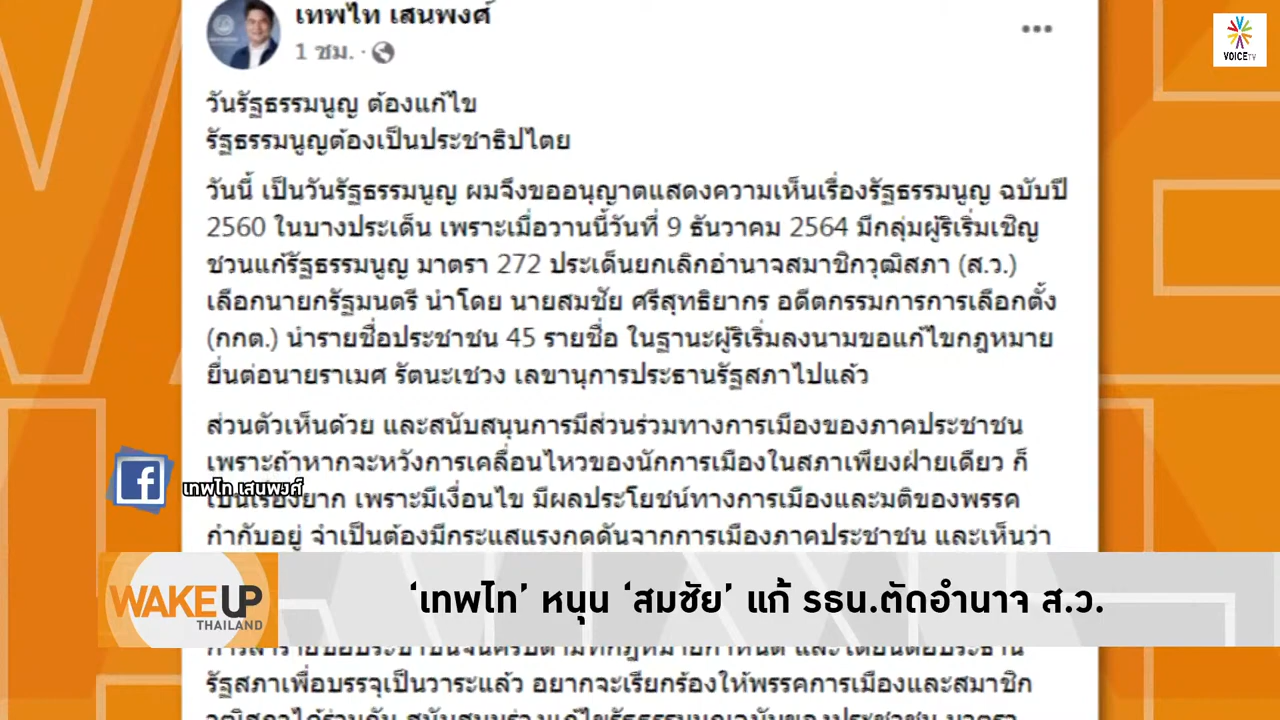 เทพไท เสนพงศ์
1 ชม.
VOICE TV
วันรัฐธรรมนูญ ต้องแก้ไข
รัฐธรรมนูญต้องเป็นประชาธิปไตย
วันนี้ เป็นวันรัฐธรรมนูญ ผมจึงขออนุญาตแสดงความเห็นเรื่องรัฐธรรมนูญ ฉบับปี
2560 ในบางประเด็น เพราะเมื่อวานนี้วันที่ 9 ธันวาคม 2564 มีกลุ่มผู้ริเริ่มเชิญ
ชวนแก้รัฐธรรมนูญ มาตรา 272 ประเด็นยกเลิกอำนาจสมาชิกวุฒิสภา (ส.ว.)
เลือกนายกรัฐมนตรี นำโดย นายสมชัย ศรีสุทธิยากร อดีตกรรมการการเลือกตั้ง
(กกต.) นำรายชื่อประชาชน 45 รายชื่อ ในฐานะผู้ริเริ่มลงนามขอแก้ไขกฎหมาย
ยื่นต่อนายราเมศ รัตนะเชวง เลขานุการประธานรัฐสภาไปแล้ว
ส่วนตัวเห็นด้วย และสนับสนุนการมีส่วนร่วมทางการเมืองของภาคประชาชน
เพราะถ้าหากจะหวังการเคลื่อนไหวของนักการเมืองในสภาเพียงฝ่ายเดียว ก็
เทพไท เสนพงศ์
เป็นเรื่องยาก เพราะมีเงื่อนไข มีผลประโยชน์ทางการเมืองและมติของพรรค
กำกับอยู่ จำเป็นต้องมีกระแสแรงกดดันจากการเมืองภาคประชาชน และเห็นว่า
WAKE UP
THAILAND
‘เทพไท’ หนุน ‘สมชัย’ แก้ รธน.ตัดอำนาจ ส.ว.
รัฐสภาเพื่อบรรจุเป็นวาระแล้ว อยากจะเรียกร้องให้พรรคการเมืองและสมาชิก